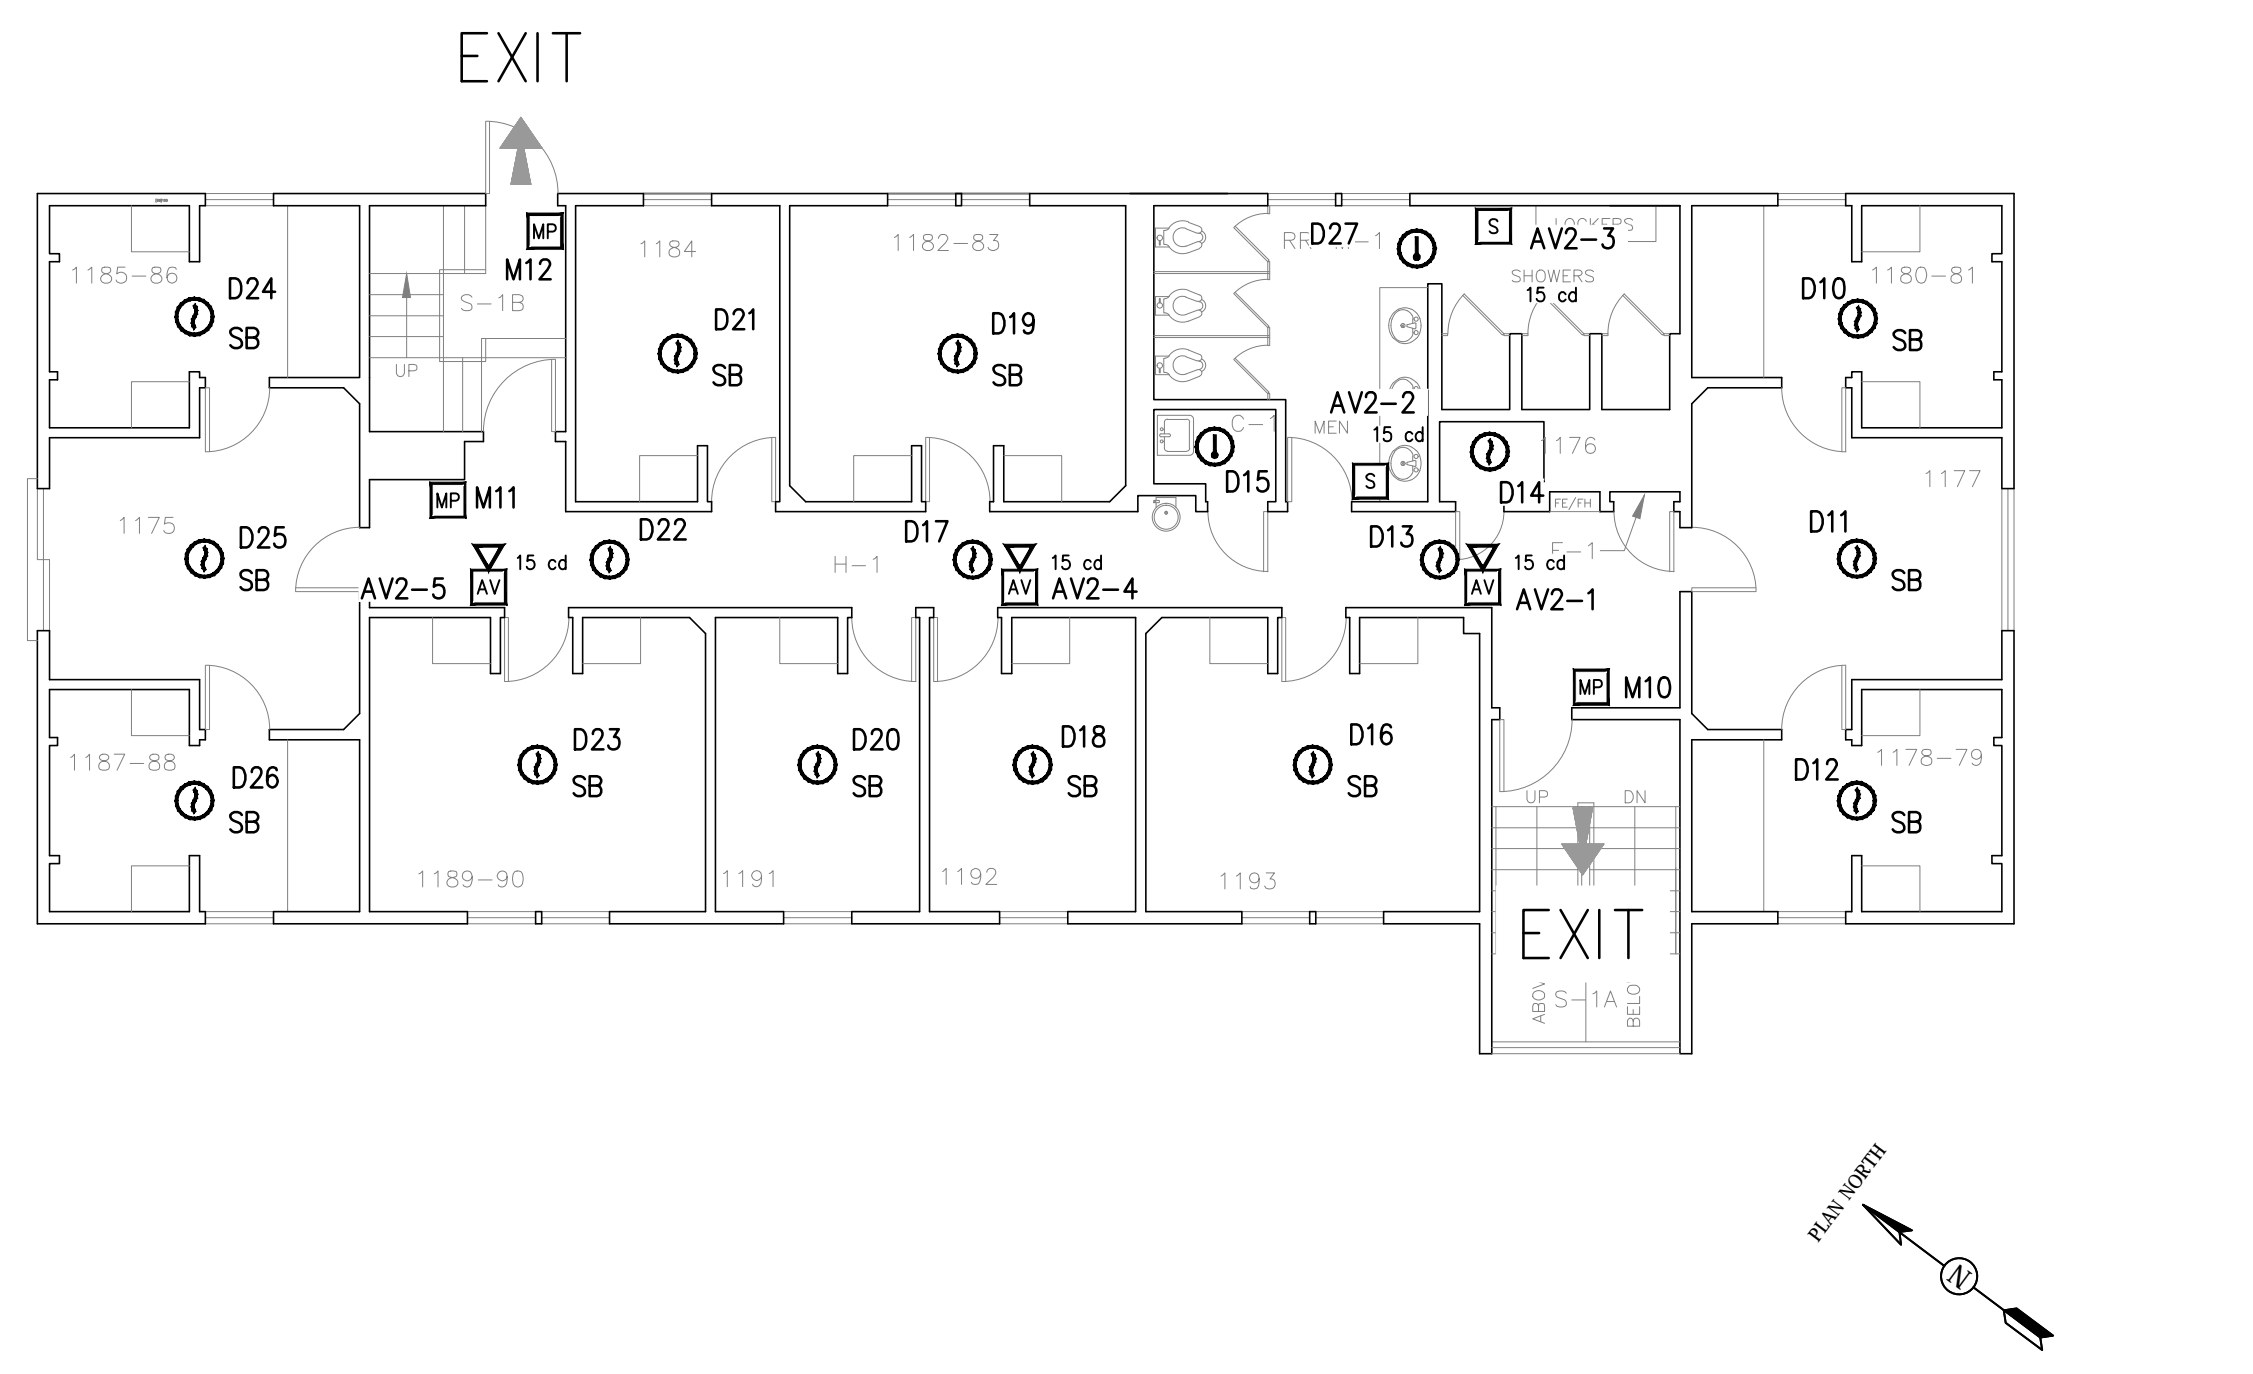 EXIT
MP
M12
1185-86
D24
SB
S-1B
UP
1184
D21
SB
1182-83
D19
SB
D27
S
AV2-3
SHOWERS
15 cd
D10
1180-81
SB
AV2-2
MEN
15 cd
S
C-1
D15
1176
D14
FE/FH
1177
1175
D25
SB
MP
M11
AV2-5
AV
15 cd
D22
H-1
D17
AV
15 cd
AV2-4
D13
AV
15 cd
AV2-1
D11
SB
MP
M10
1187-88
D26
SB
D23
SB
1189-90
D20
SB
1191
D18
SB
1192
D16
SB
1193
UP
DN
EXIT
S-1A
D12
1178-79
SB
PLAN NORTH
N